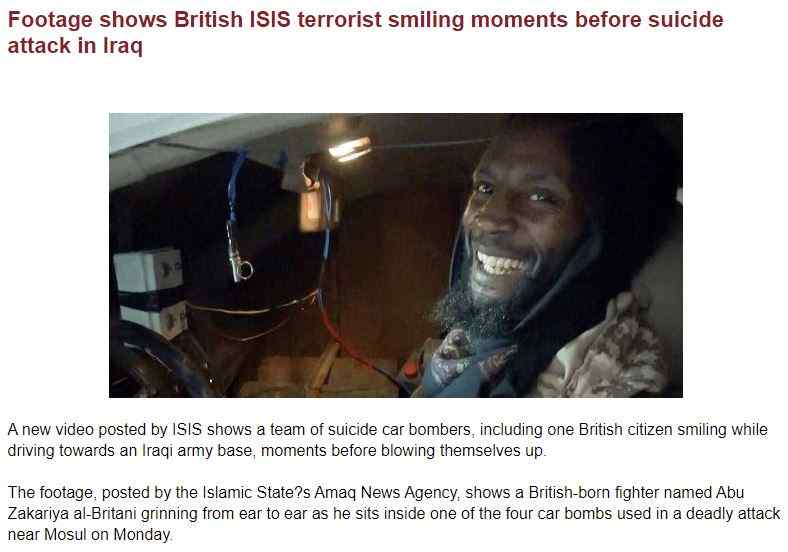 Footage shows British ISIS terrorist smiling moments before suicide
attack in Iraq
A new video posted by ISIS shows a team of suicide car bombers, including one British citizen smiling while
driving towards an Iraqi army base, moments before blowing themselves up.
The footage, posted by the Islamic State?s Amaq News Agency, shows a British-born fighter named Abu
Zakariya al-Britani grinning from ear to ear as he sits inside one of the four car bombs used in a deadly attack
near Mosul on Monday.